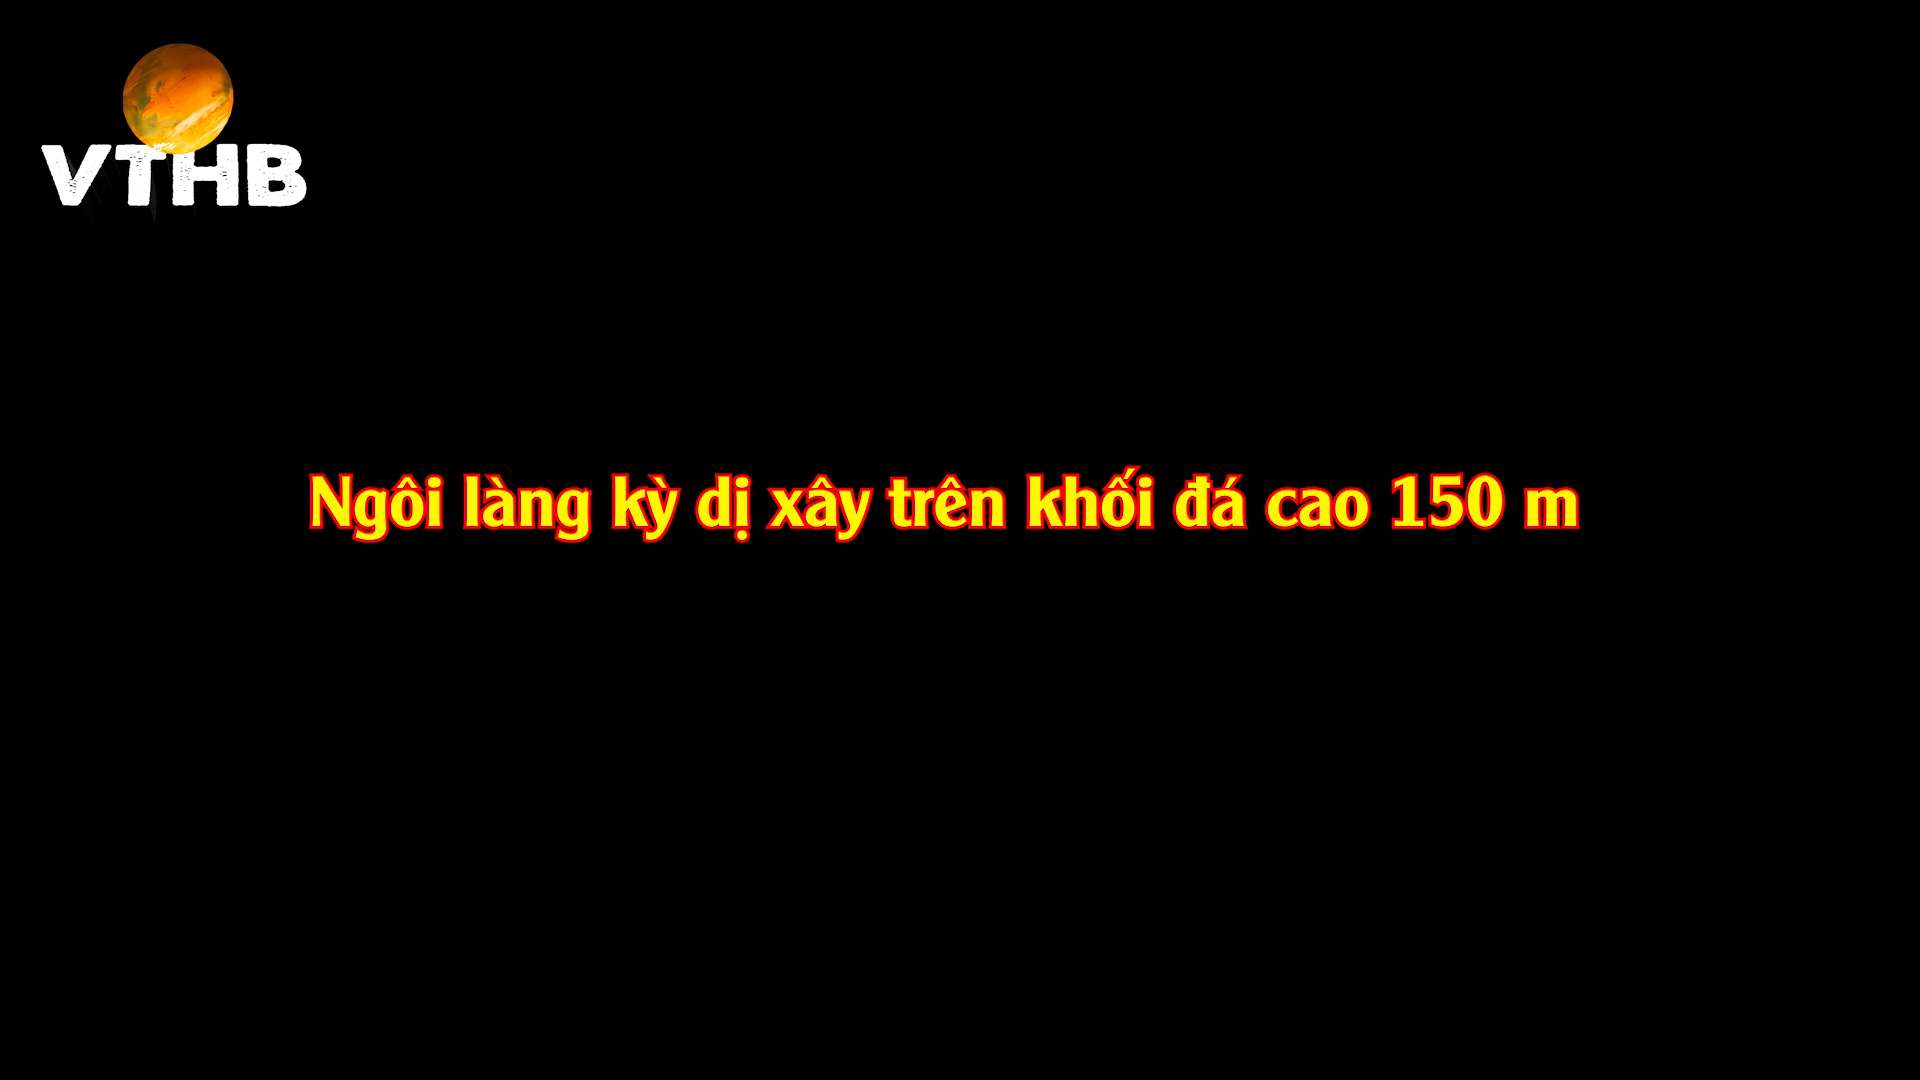 VTHB
Ngôi làng kỳ dị xây trên khối đá cao 150 m